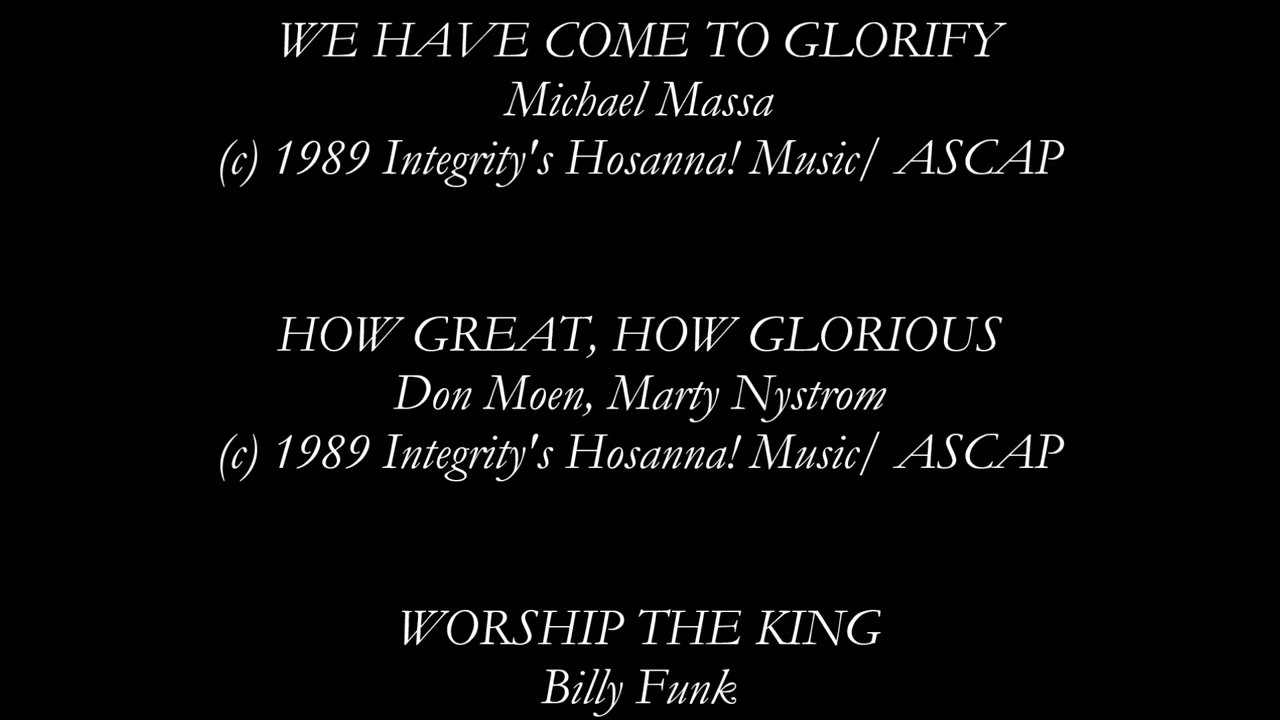 WE HAVE COME TO GLORIFY
Michael Massa
(c) 1989 Integrity's Hosanna! Music/ ASCAP
HOW GREAT, HOW GLORIOUS
Don Moen, Marty Nystrom
(c) 1989 Integrity's Hosanna! Music/ ASCAP
WORSHIP THE KING
Billy Funk